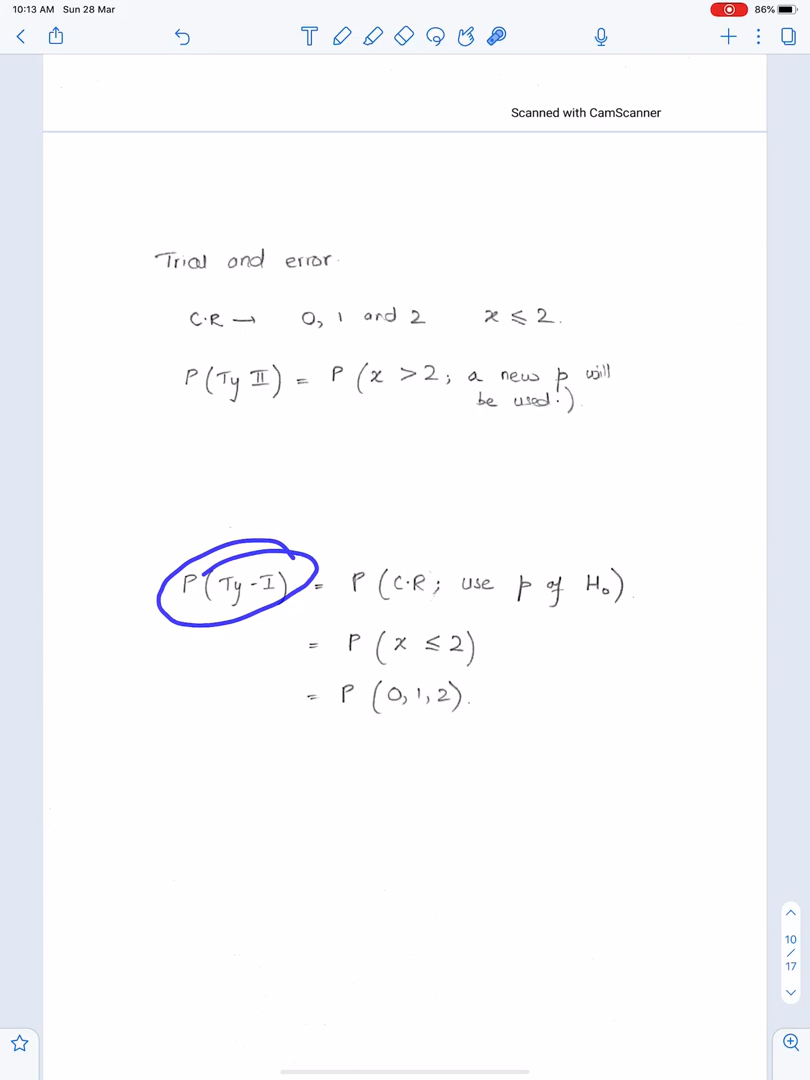 10:13 AM Sun 28 Mar
86%
Scanned with CamScanner
Trial and error.
C.R → 0, 1 and 2 x ≤ 2.
P(Ty II) = P(x > 2; a new p will
be used.).
P(Ty-I) = P(C.R; use p of H₀).
= P(x ≤ 2)
= P(0, 1, 2).
10
/
17